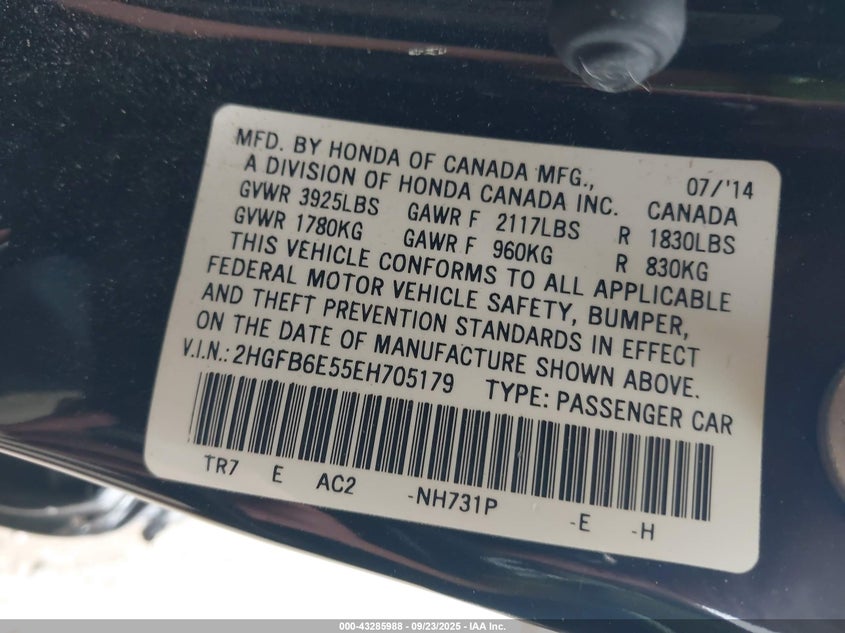 MFD. BY HONDA OF CANADA MFG., 07/'14
A DIVISION OF HONDA CANADA INC. CANADA
GVWR 3925LBS GAWR F 2117LBS R 1830LBS
GVWR 1780KG GAWR F 960KG R 830KG
THIS VEHICLE CONFORMS TO ALL APPLICABLE
FEDERAL MOTOR VEHICLE SAFETY, BUMPER,
AND THEFT PREVENTION STANDARDS IN EFFECT
ON THE DATE OF MANUFACTURE SHOWN ABOVE.
V.I.N.: 2HGFB6E55EH705179 TYPE: PASSENGER CAR
TR7 E AC2 -NH731P -E -H
000-43285988 - 09/23/2025 - IAA Inc.